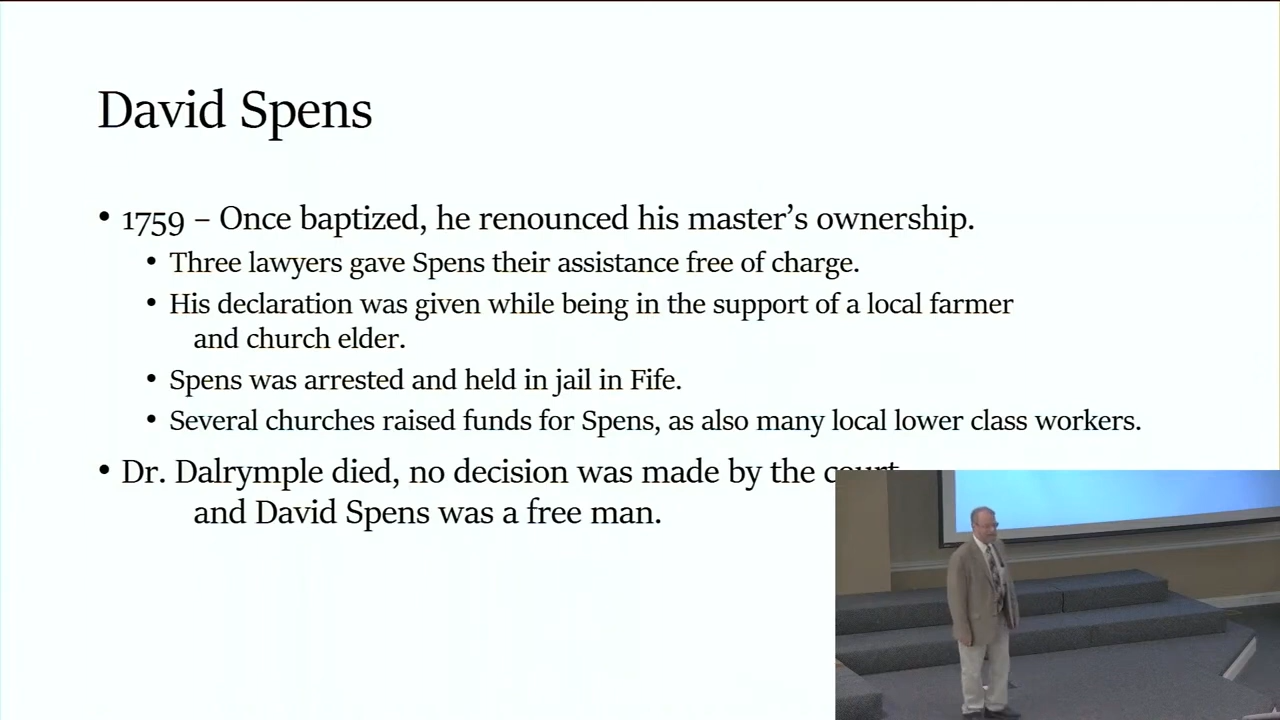 David Spens
• 1759 – Once baptized, he renounced his master’s ownership.
• Three lawyers gave Spens their assistance free of charge.
• His declaration was given while being in the support of a local farmer
and church elder.
• Spens was arrested and held in jail in Fife.
• Several churches raised funds for Spens, as also many local lower class workers.
• Dr. Dalrymple died, no decision was made by the court
and David Spens was a free man.